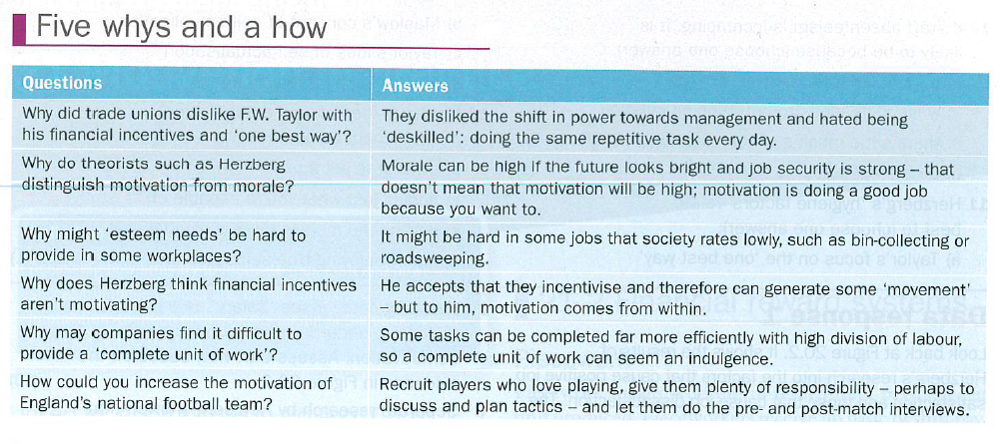 Five whys and a how
Questions
Answers
Why did trade unions dislike F.W. Taylor with
his financial incentives and 'one best way'?
They disliked the shift in power towards management and hated being
'deskilled': doing the same repetitive task every day.
Why do theorists such as Herzberg
distinguish motivation from morale?
Morale can be high if the future looks bright and job security is strong – that
doesn't mean that motivation will be high; motivation is doing a good job
because you want to.
Why might 'esteem needs' be hard to
provide in some workplaces?
It might be hard in some jobs that society rates lowly, such as bin-collecting or
roadsweeping.
Why does Herzberg think financial incentives
aren't motivating?
He accepts that they incentivise and therefore can generate some 'movement'
– but to him, motivation comes from within.
Why may companies find it difficult to
provide a 'complete unit of work'?
Some tasks can be completed far more efficiently with high division of labour,
so a complete unit of work can seem an indulgence.
How could you increase the motivation of
England's national football team?
Recruit players who love playing, give them plenty of responsibility – perhaps to
discuss and plan tactics – and let them do the pre- and post-match interviews.